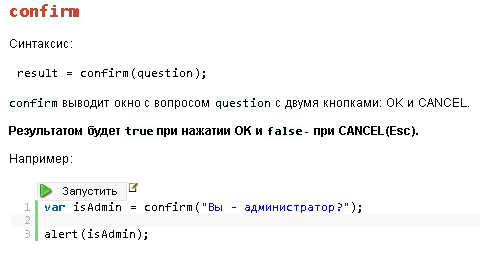 confirm
Синтаксис:
result = confirm(question);
confirm выводит окно с вопросом question с двумя кнопками: OK и CANCEL.
Результатом будет true при нажатии OK и false- при CANCEL(Esc).
Например:
Запустить
1 var isAdmin = confirm("Вы - администратор?");
2
3 alert(isAdmin);